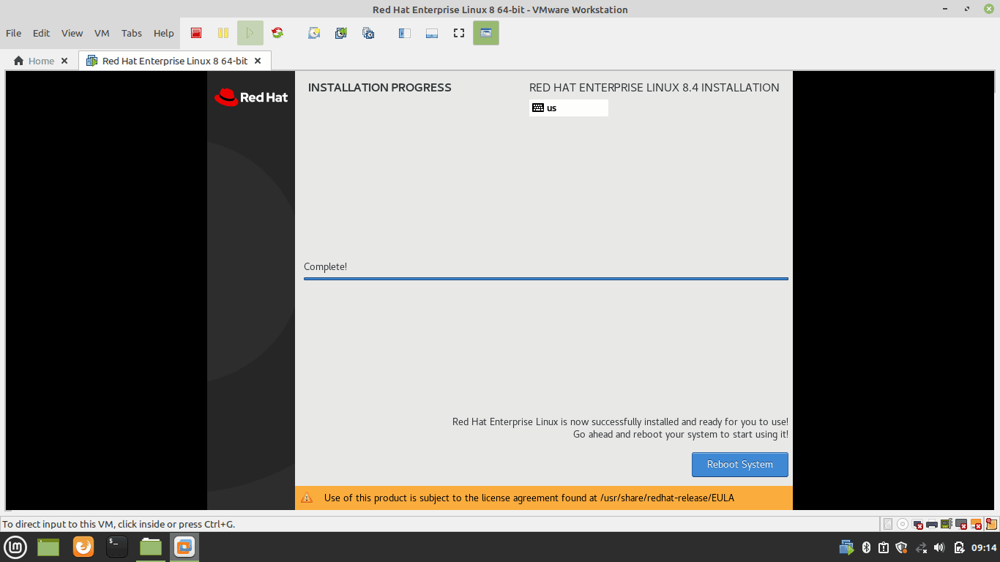 Red Hat Enterprise Linux 8 64-bit - VMware Workstation
File Edit View VM Tabs Help
Home
Red Hat Enterprise Linux 8 64-bit
Red Hat
INSTALLATION PROGRESS
RED HAT ENTERPRISE LINUX 8.4 INSTALLATION
us
Complete!
Red Hat Enterprise Linux is now successfully installed and ready for you to use!
Go ahead and reboot your system to start using it!
Reboot System
Use of this product is subject to the license agreement found at /usr/share/redhat-release/EULA
To direct input to this VM, click inside or press Ctrl+G.
$_
09:14